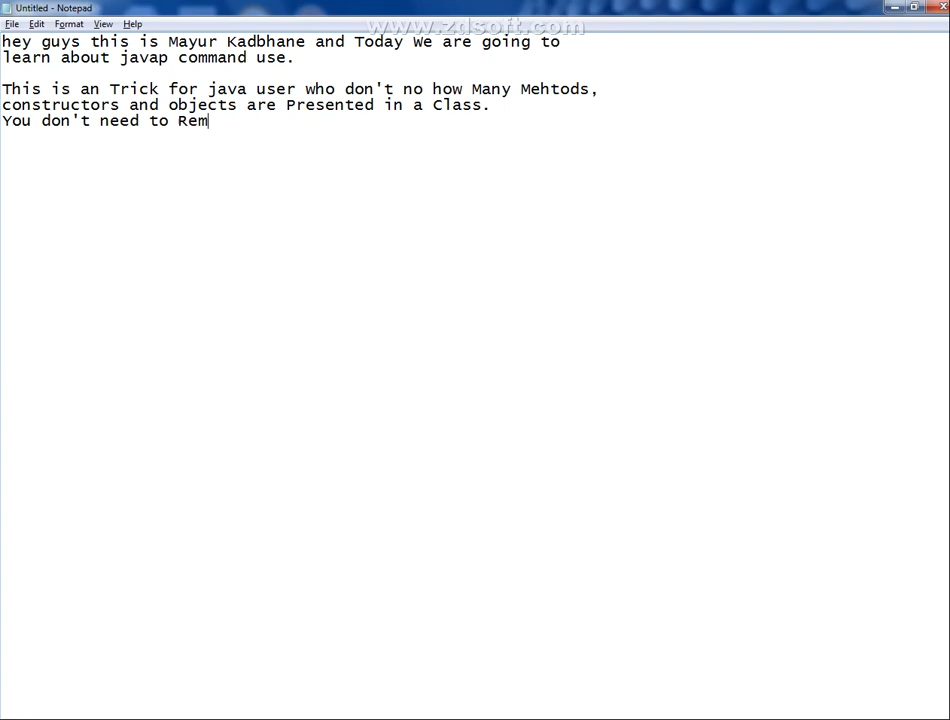 Untitled - Notepad
File Edit Format View Help
www.zdsoft.com
hey guys this is Mayur Kadbhane and Today We are going to
learn about javap command use.
This is an Trick for java user who don't no how Many Mehtods,
constructors and objects are Presented in a Class.
You don't need to Rem